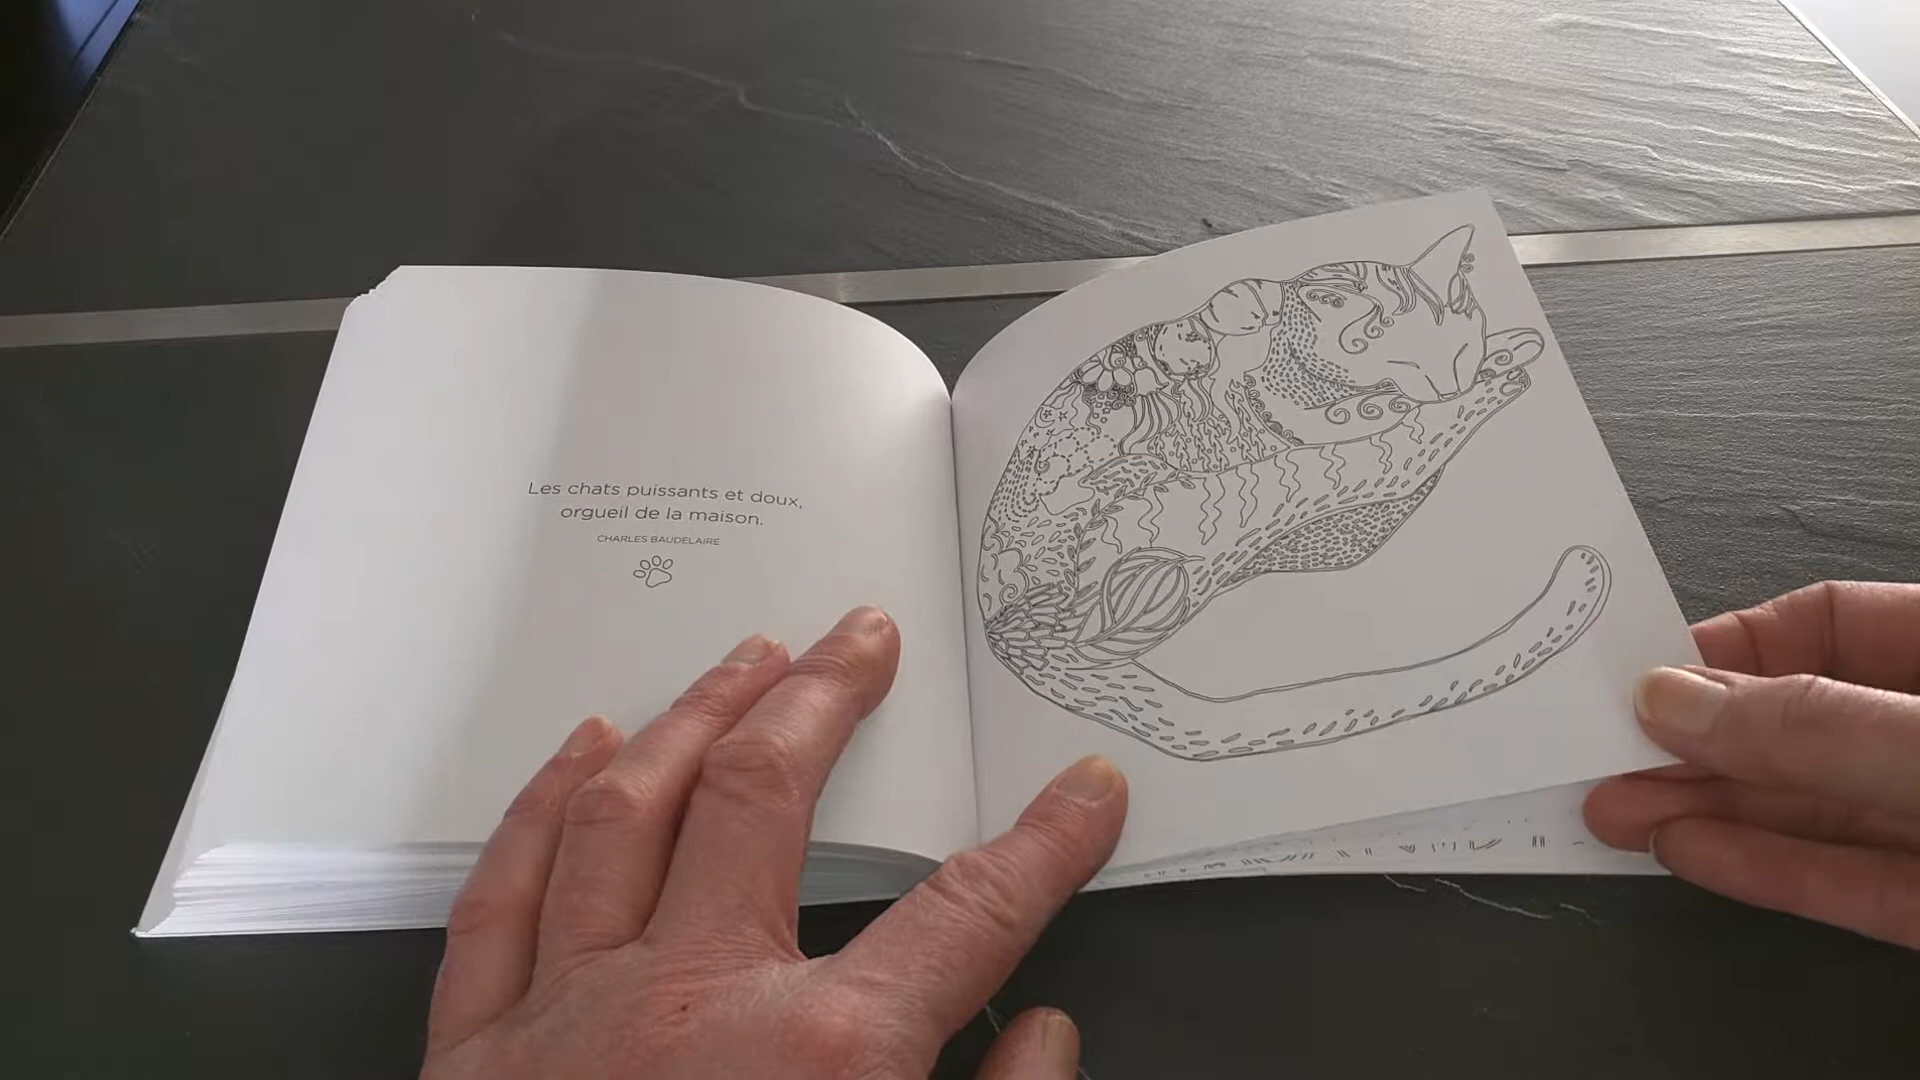 Les chats puissants et doux,
orgueil de la maison.
CHARLES BAUDELAIRE